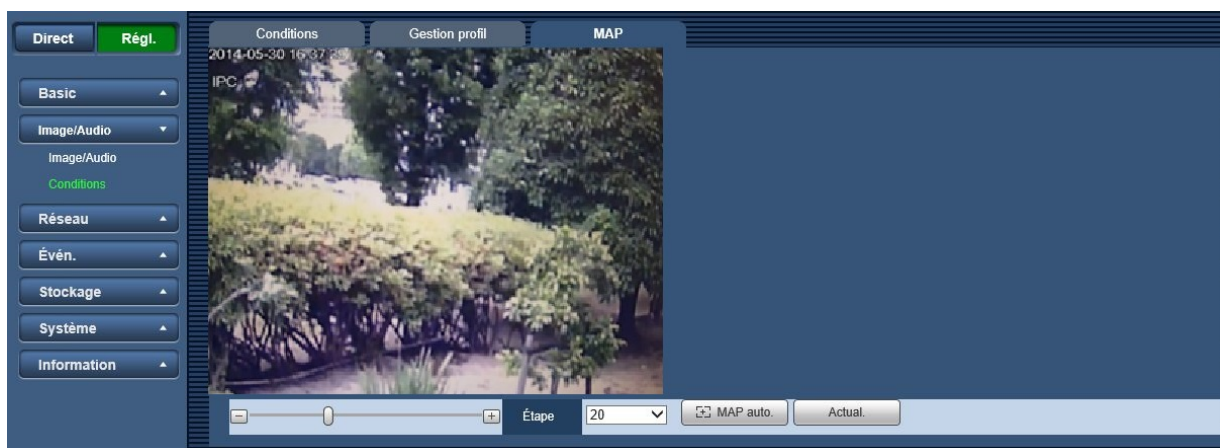 Direct Régl.
Conditions Gestion profil MAP
2014-05-30 16:37
IPC
Basic
Image/Audio
Image/Audio
Conditions
Réseau
Évén.
Stockage
Système
Information
Étape 20 MAP auto. Actual.